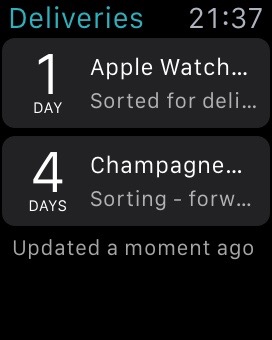 Deliveries 21:37
1 Apple Watch...
DAY Sorted for deli...
4 Champagne...
DAYS Sorting - forw...
Updated a moment ago